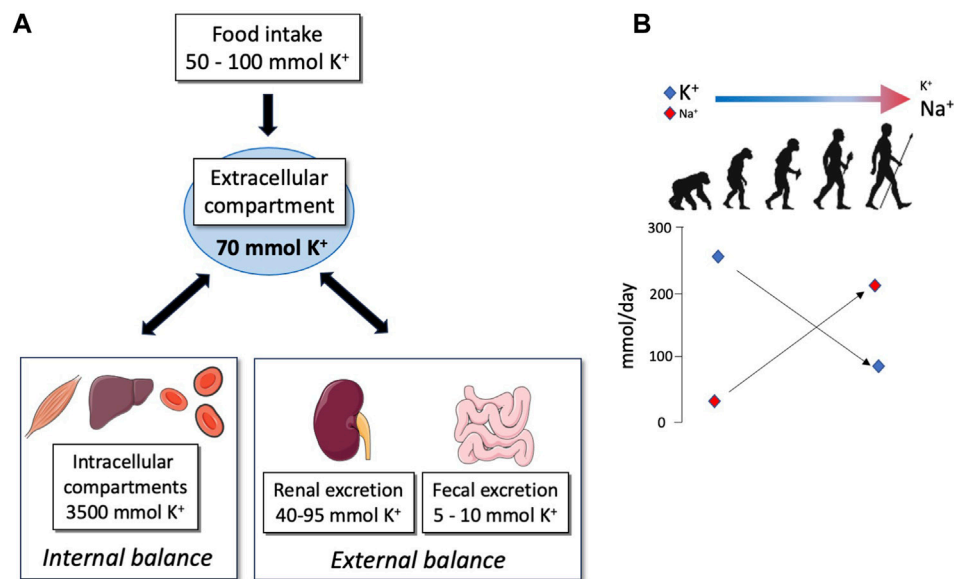 A
Food intake
50 - 100 mmol K⁺
Extracellular
compartment
70 mmol K⁺
Intracellular
compartments
3500 mmol K⁺
Internal balance
Renal excretion
40-95 mmol K⁺
Fecal excretion
5 - 10 mmol K⁺
External balance
B
K⁺
Na⁺
K⁺
Na⁺
mmol/day
300
200
100
0